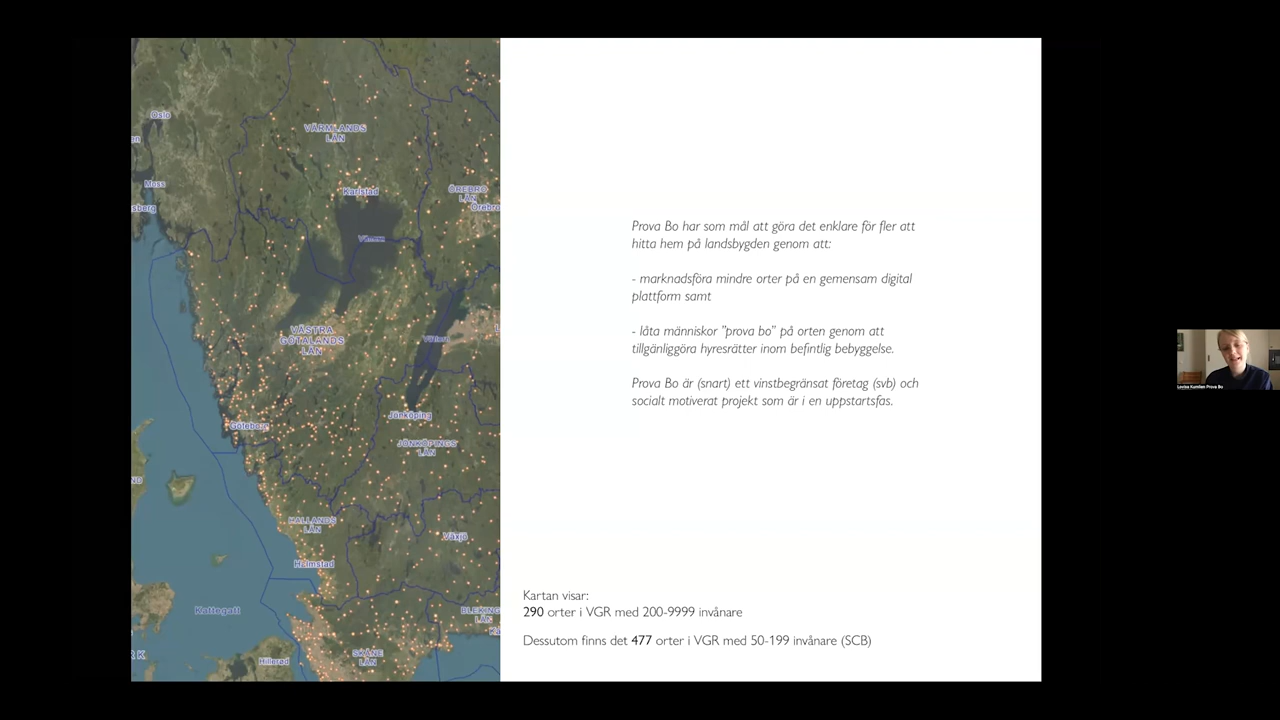 Oslo
VÄRMLANDS
LÄN
Moss
Karlstad
ÖREBRO
LÄN
Örebro
Vänern
VÄSTRA
GÖTALANDS
LÄN
Jönköping
Göteborg
JÖNKÖPINGS
LÄN
HALLANDS
LÄN
Växjö
Halmstad
Kattegatt
SKÅNE
LÄN
Hillerød
Prova Bo har som mål att göra det enklare för fler att
hitta hem på landsbygden genom att:
- marknadsföra mindre orter på en gemensam digital
plattform samt
- låta människor ”prova bo” på orten genom att
tillgänliggöra hyresrätter inom befintlig bebyggelse.
Prova Bo är (snart) ett vinstbegränsat företag (svb) och
socialt motiverat projekt som är i en uppstartsfas.
Kartan visar:
290 orter i VGR med 200-9999 invånare
Dessutom finns det 477 orter i VGR med 50-199 invånare (SCB)
Lovisa Kumlien Prova Bo